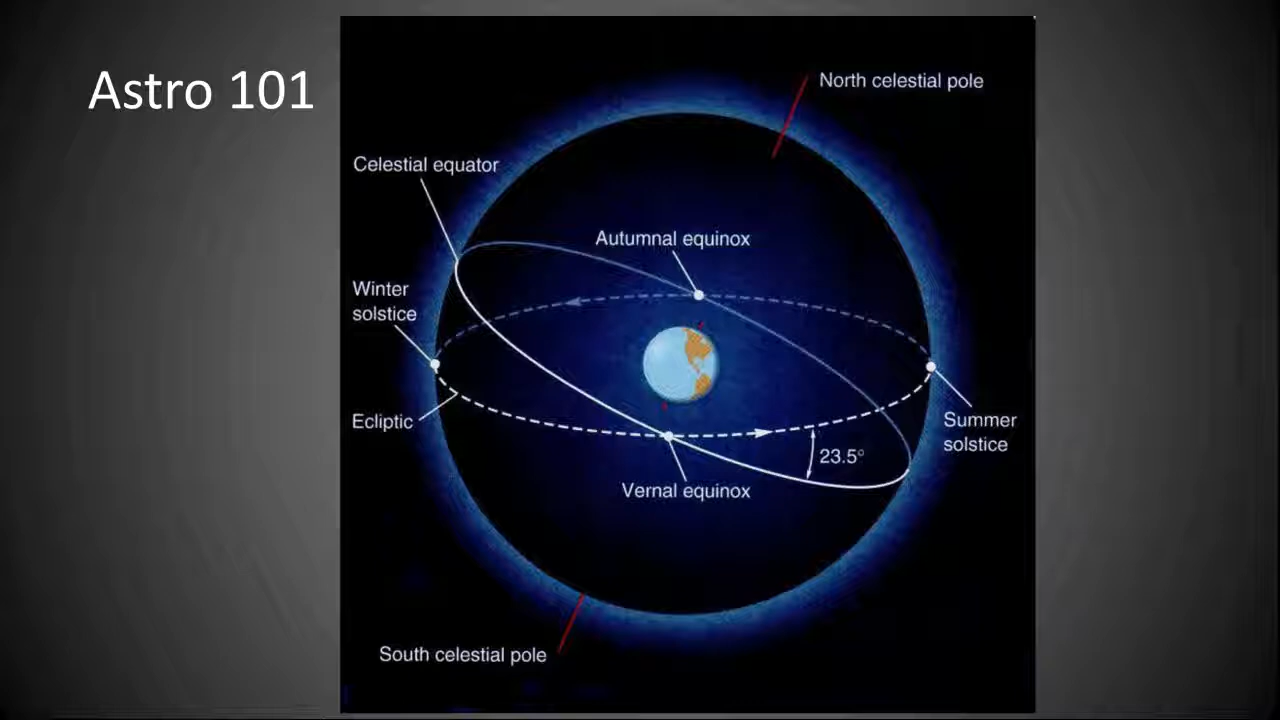 Astro 101
North celestial pole
Celestial equator
Autumnal equinox
Winter
solstice
Ecliptic
Summer
solstice
23.5°
Vernal equinox
South celestial pole